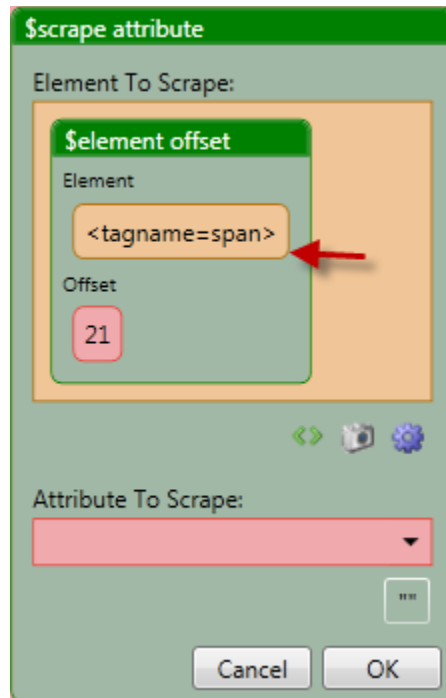 $scrape attribute
Element To Scrape:
$element offset
Element
<tagname=span>
Offset
21
<>
Attribute To Scrape:
""
Cancel OK